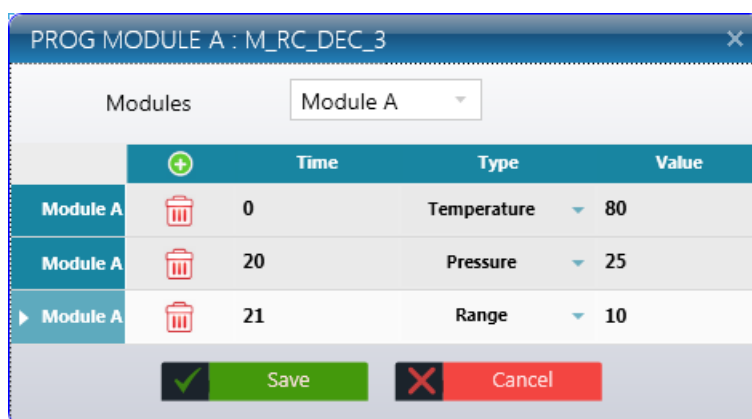 PROG MODULE A : M_RC_DEC_3
Modules Module A
Time Type Value
Module A 0 Temperature 80
Module A 20 Pressure 25
Module A 21 Range 10
Save Cancel